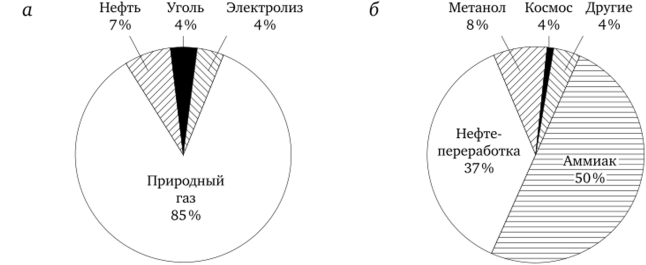 а
Нефть
7 %
Уголь
4 %
Электролиз
4 %
Природный
газ
85 %
б
Метанол
8 %
Космос
4 %
Другие
4 %
Нефте-
переработка
37 %
Аммиак
50 %